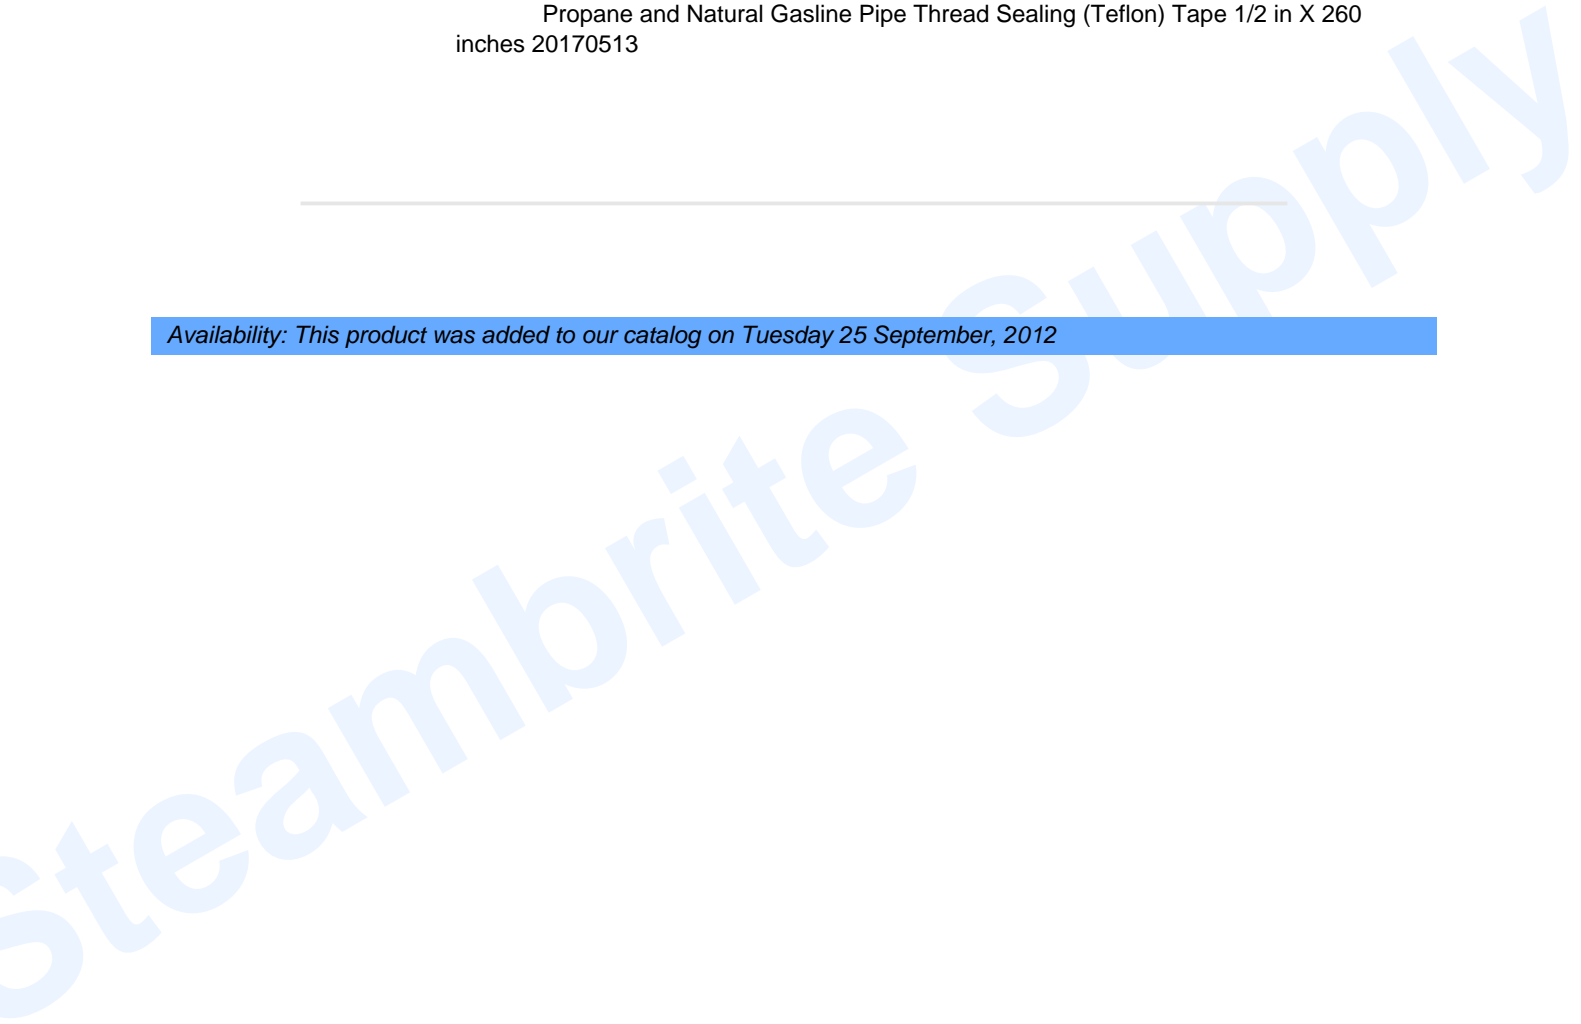 Propane and Natural Gasline Pipe Thread Sealing (Teflon) Tape 1/2 in X 260
inches 20170513
Availability: This product was added to our catalog on Tuesday 25 September, 2012
Steambrite Supply